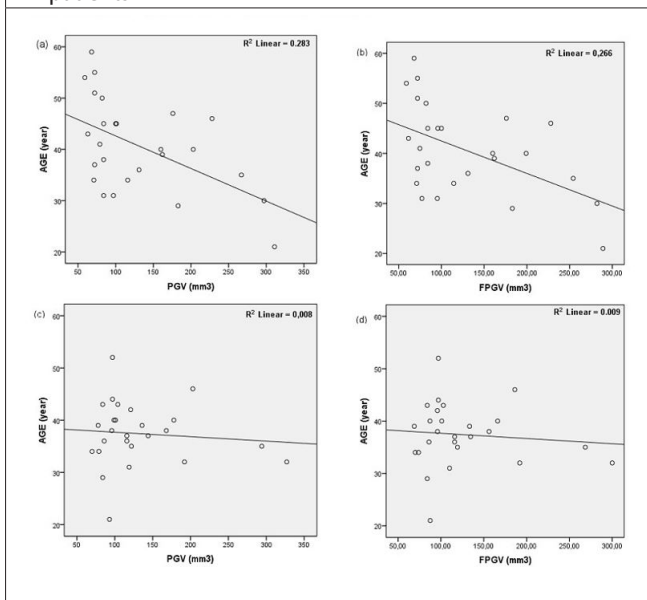 (a)
R² Linear = 0.283
60
50
40
30
20
AGE (year)
50 100 150 200 250 300 350
PGV (mm3)
(b)
R² Linear = 0,266
60
50
40
30
20
AGE (year)
50,00 100,00 150,00 200,00 250,00 300,00
FPGV (mm3)
(c)
R² Linear = 0,008
60
50
40
30
20
AGE (year)
50 100 150 200 250 300 350
PGV (mm3)
(d)
R² Linear = 0.009
60
50
40
30
20
AGE (year)
50,00 100,00 150,00 200,00 250,00 300,00
FPGV (mm3)